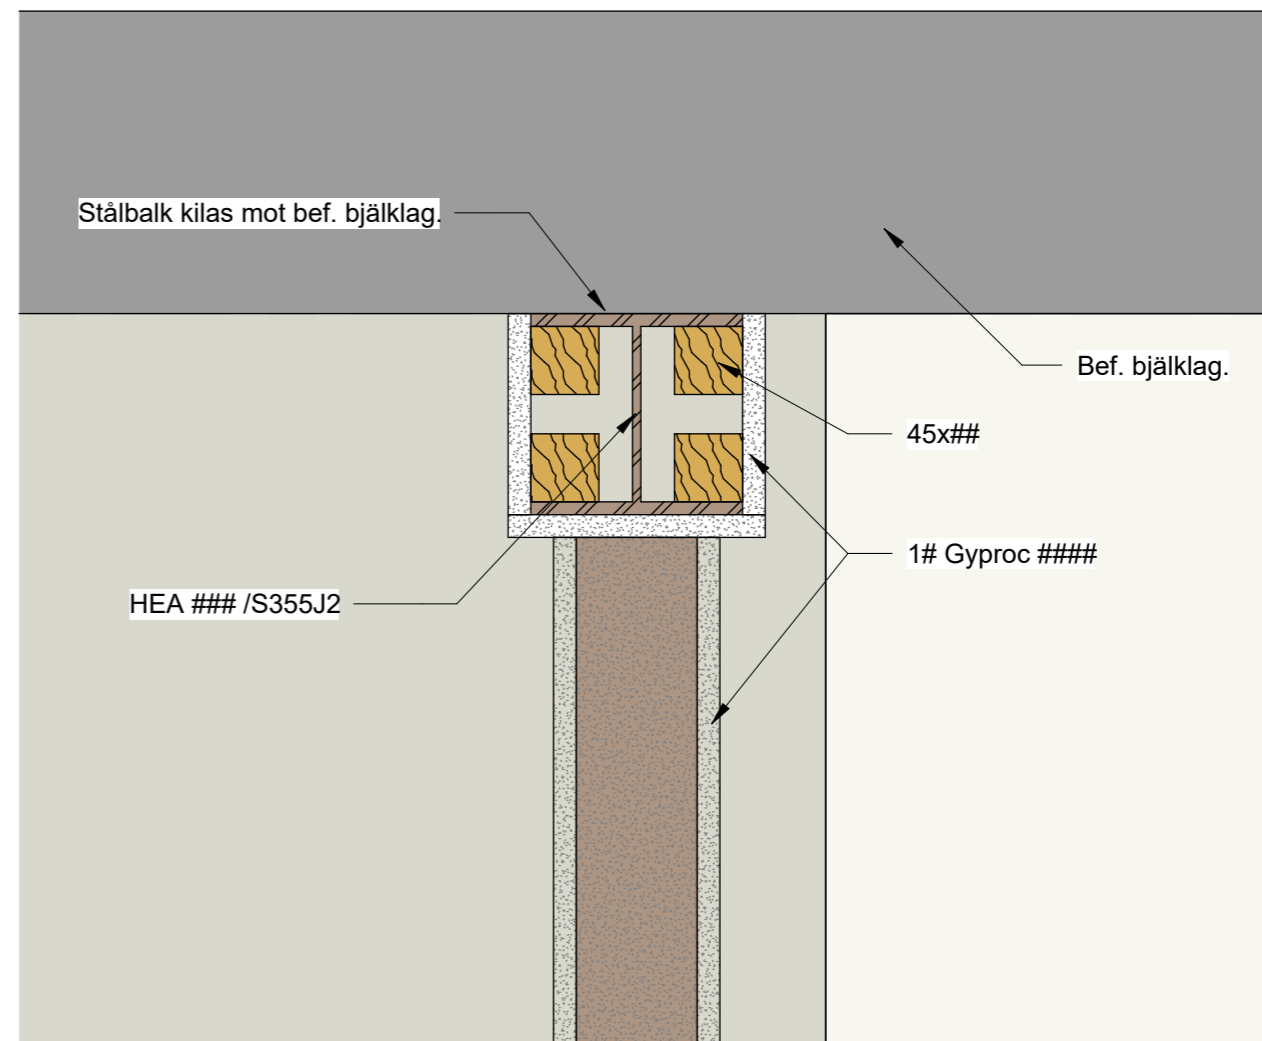 Stålbalk kilas mot bef. bjälklag.
Bef. bjälklag.
45x##
1# Gyproc ####
HEA ### /S355J2